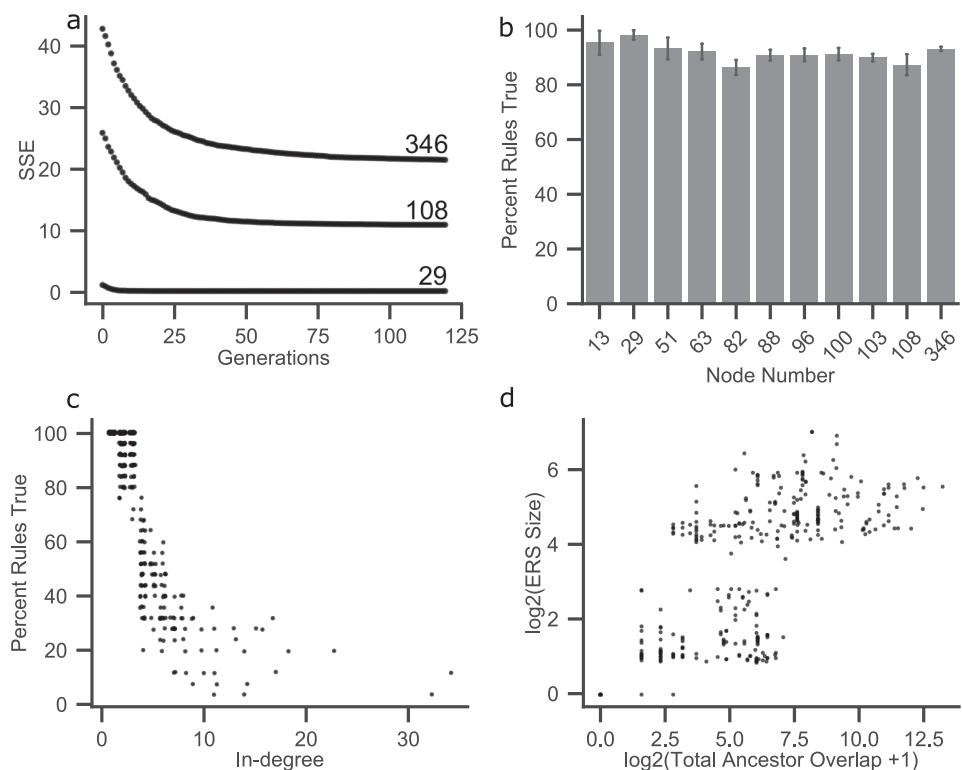 a
40
30
20
10
0
SSE
346
108
29
0 25 50 75 100 125
Generations
b
100
80
60
40
20
0
Percent Rules True
13 29 51 63 82 88 96 100 103 108 346
Node Number
c
100
80
60
40
20
0
Percent Rules True
0 10 20 30
In-degree
d
6
4
2
0
log2(ERS Size)
0.0 2.5 5.0 7.5 10.0 12.5
log2(Total Ancestor Overlap +1)